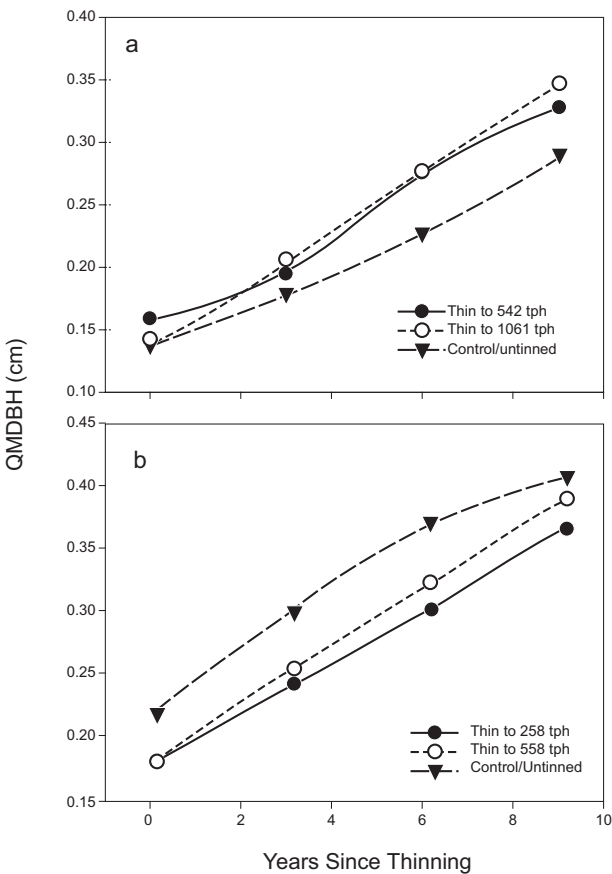 0.40
a
0.35
0.30
0.25
0.20
0.15
0.10
Thin to 542 tph
Thin to 1061 tph
Control/untinned
QMDBH (cm)
0.45
b
0.40
0.35
0.30
0.25
0.20
0.15
Thin to 258 tph
Thin to 558 tph
Control/Untinned
0 2 4 6 8 10
Years Since Thinning